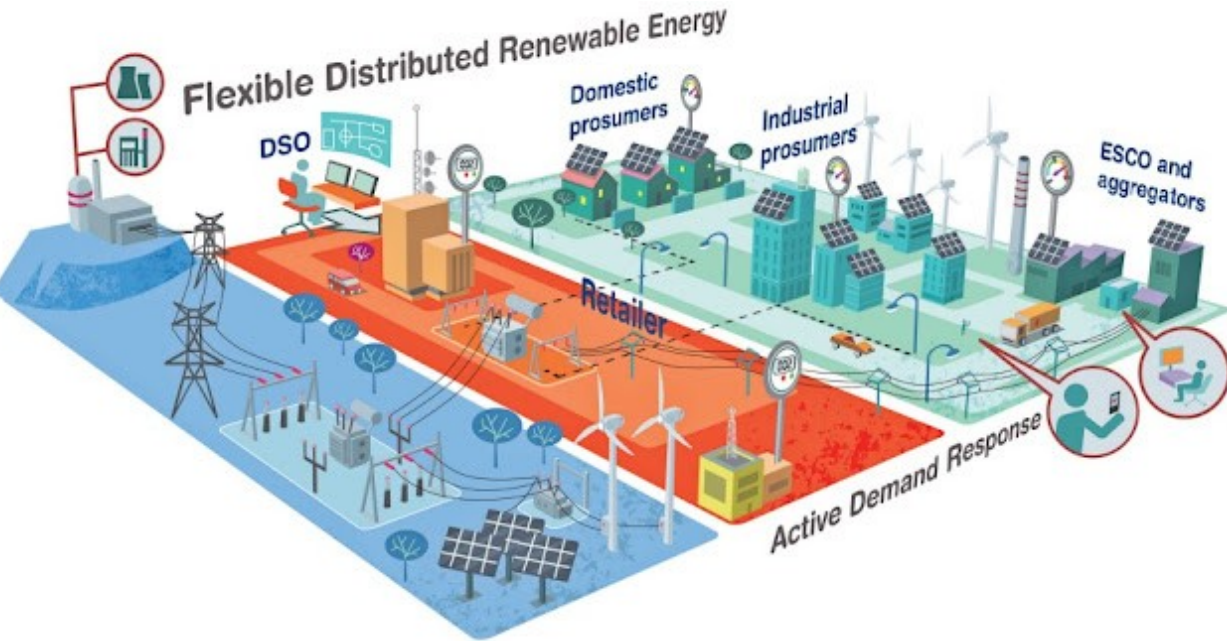 Flexible Distributed Renewable Energy
DSO
Domestic
prosumers
Industrial
prosumers
ESCO and
aggregators
Retailer
Active Demand Response